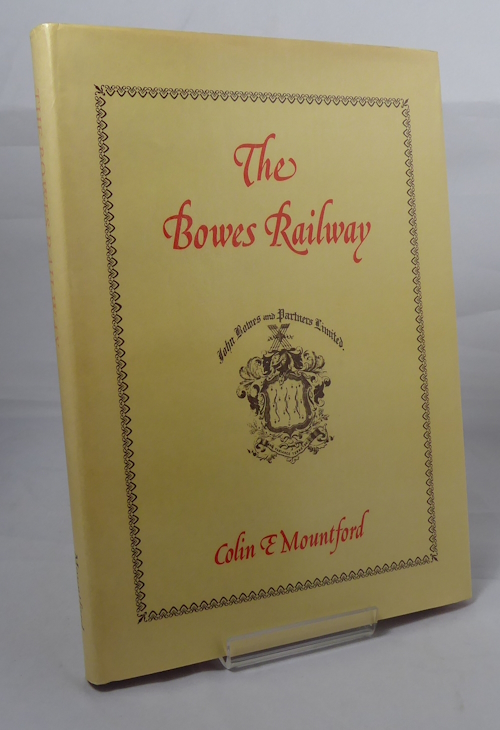 The
Bowes Railway
John Bowes and Partners Limited.
Colin E Mountford